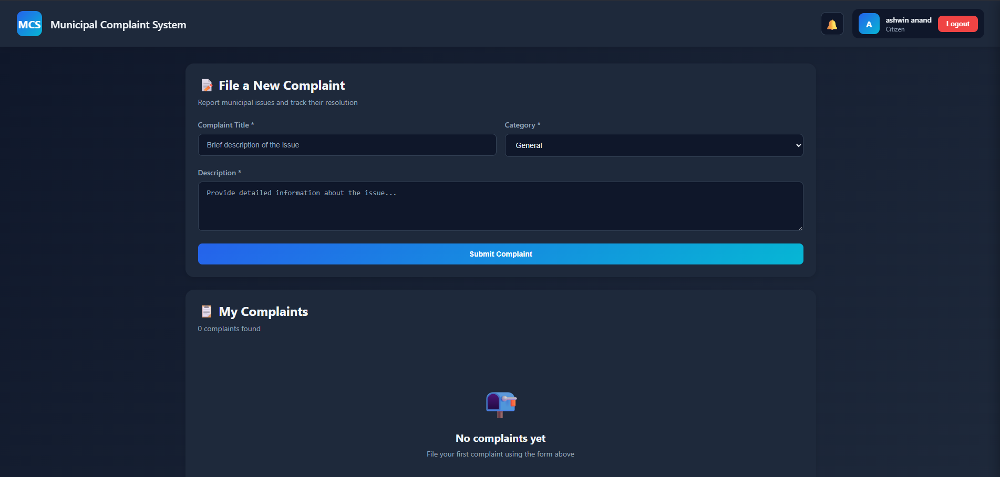 MCS
Municipal Complaint System
A
ashwin anand
Citizen
Logout
File a New Complaint
Report municipal issues and track their resolution
Complaint Title *
Category *
Brief description of the issue
General
Description *
Provide detailed information about the issue...
Submit Complaint
My Complaints
0 complaints found
No complaints yet
File your first complaint using the form above